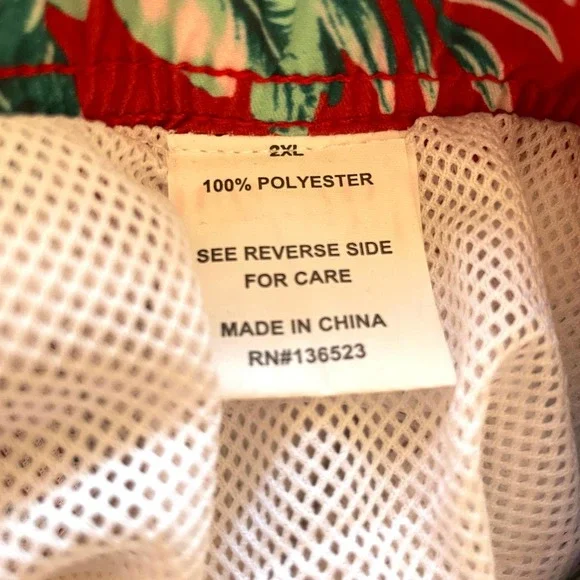 2XL
100% POLYESTER
SEE REVERSE SIDE
FOR CARE
MADE IN CHINA
RN#136523